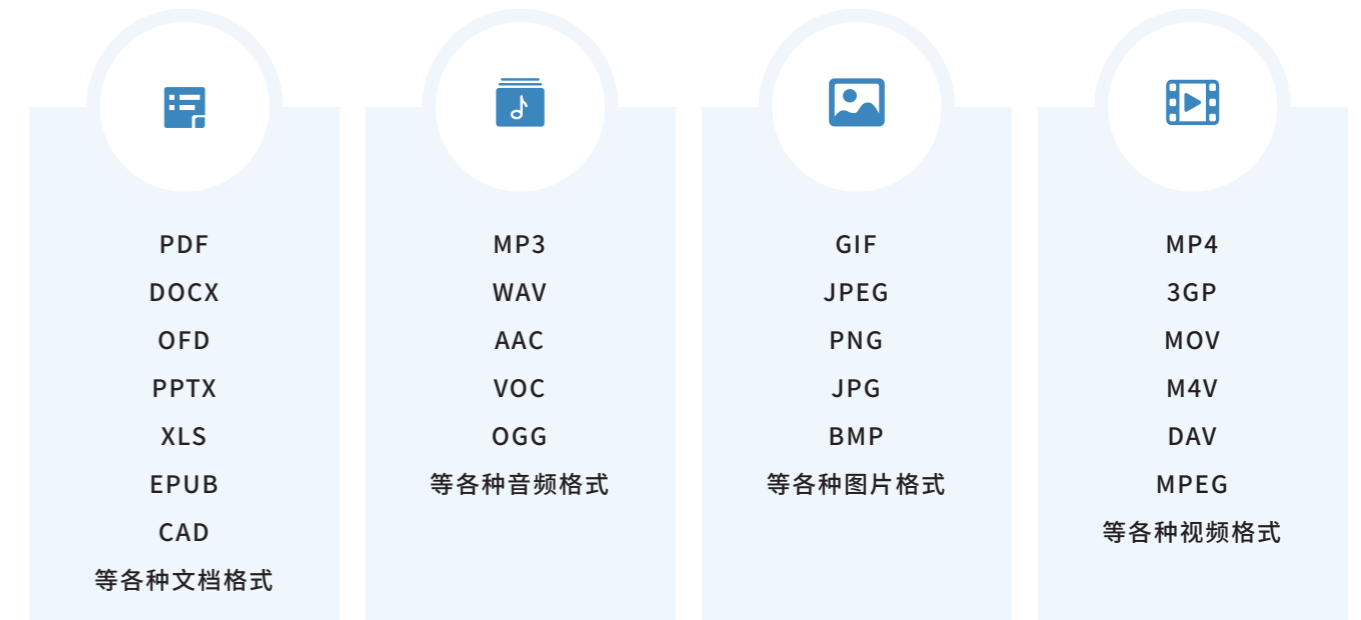 PDF
DOCX
OFD
PPTX
XLS
EPUB
CAD
等各种文档格式
MP3
WAV
AAC
VOC
OGG
等各种音频格式
GIF
JPEG
PNG
JPG
BMP
等各种图片格式
MP4
3GP
MOV
M4V
DAV
MPEG
等各种视频格式